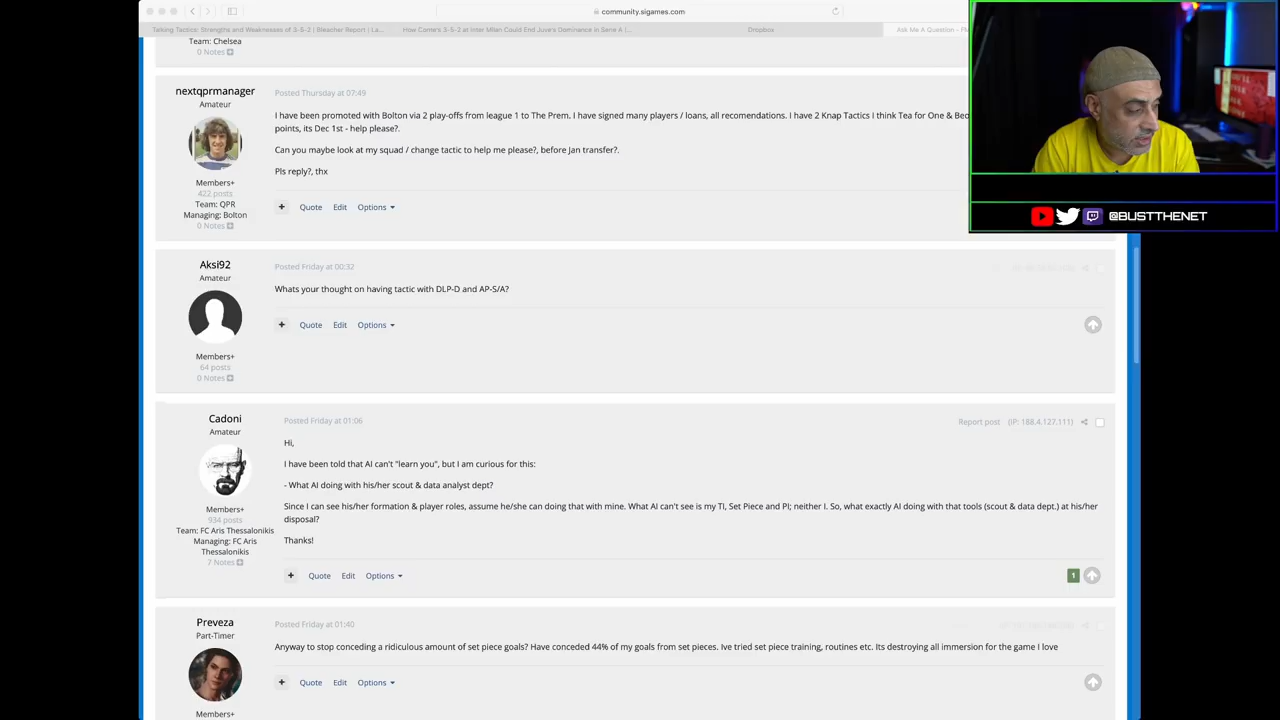 community.sigames.com
Talking Tactics: Strengths and Weaknesses of 3-5-2 | Bleacher Report | La...
How Conte's 3-5-2 at Inter Milan Could End Juve's Dominance in Serie A |...
Dropbox
Ask Me A Question - F
Team: Chelsea
0 Notes
nextqprmanager
Amateur
Members+
422 posts
Team: QPR
Managing: Bolton
0 Notes
Posted Thursday at 07:49
I have been promoted with Bolton via 2 play-offs from league 1 to The Prem. I have signed many players / loans, all recomendations. I have 2 Knap Tactics I think Tea for One & Be
points, its Dec 1st - help please?.
Can you maybe look at my squad / change tactic to help me please?, before Jan transfer?.
Pls reply?, thx
+ Quote Edit Options
@BUSTTHENET
Aksi92
Amateur
Members+
64 posts
0 Notes
Posted Friday at 00:32
Whats your thought on having tactic with DLP-D and AP-S/A?
+ Quote Edit Options
Cadoni
Amateur
Members+
934 posts
Team: FC Aris Thessalonikis
Managing: FC Aris
Thessalonikis
7 Notes
Posted Friday at 01:06
Report post (IP: 188.4.127.111)
Hi,
I have been told that AI can't "learn you", but I am curious for this:
- What AI doing with his/her scout & data analyst dept?
Since I can see his/her formation & player roles, assume he/she can doing that with mine. What AI can't see is my TI, Set Piece and PI; neither I. So, what exactly AI doing with that tools (scout & data dept.) at his/her
disposal?
Thanks!
+ Quote Edit Options
1
Preveza
Part-Timer
Members+
Posted Friday at 01:40
Anyway to stop conceding a ridiculous amount of set piece goals? Have conceded 44% of my goals from set pieces. Ive tried set piece training, routines etc. Its destroying all immersion for the game I love
+ Quote Edit Options